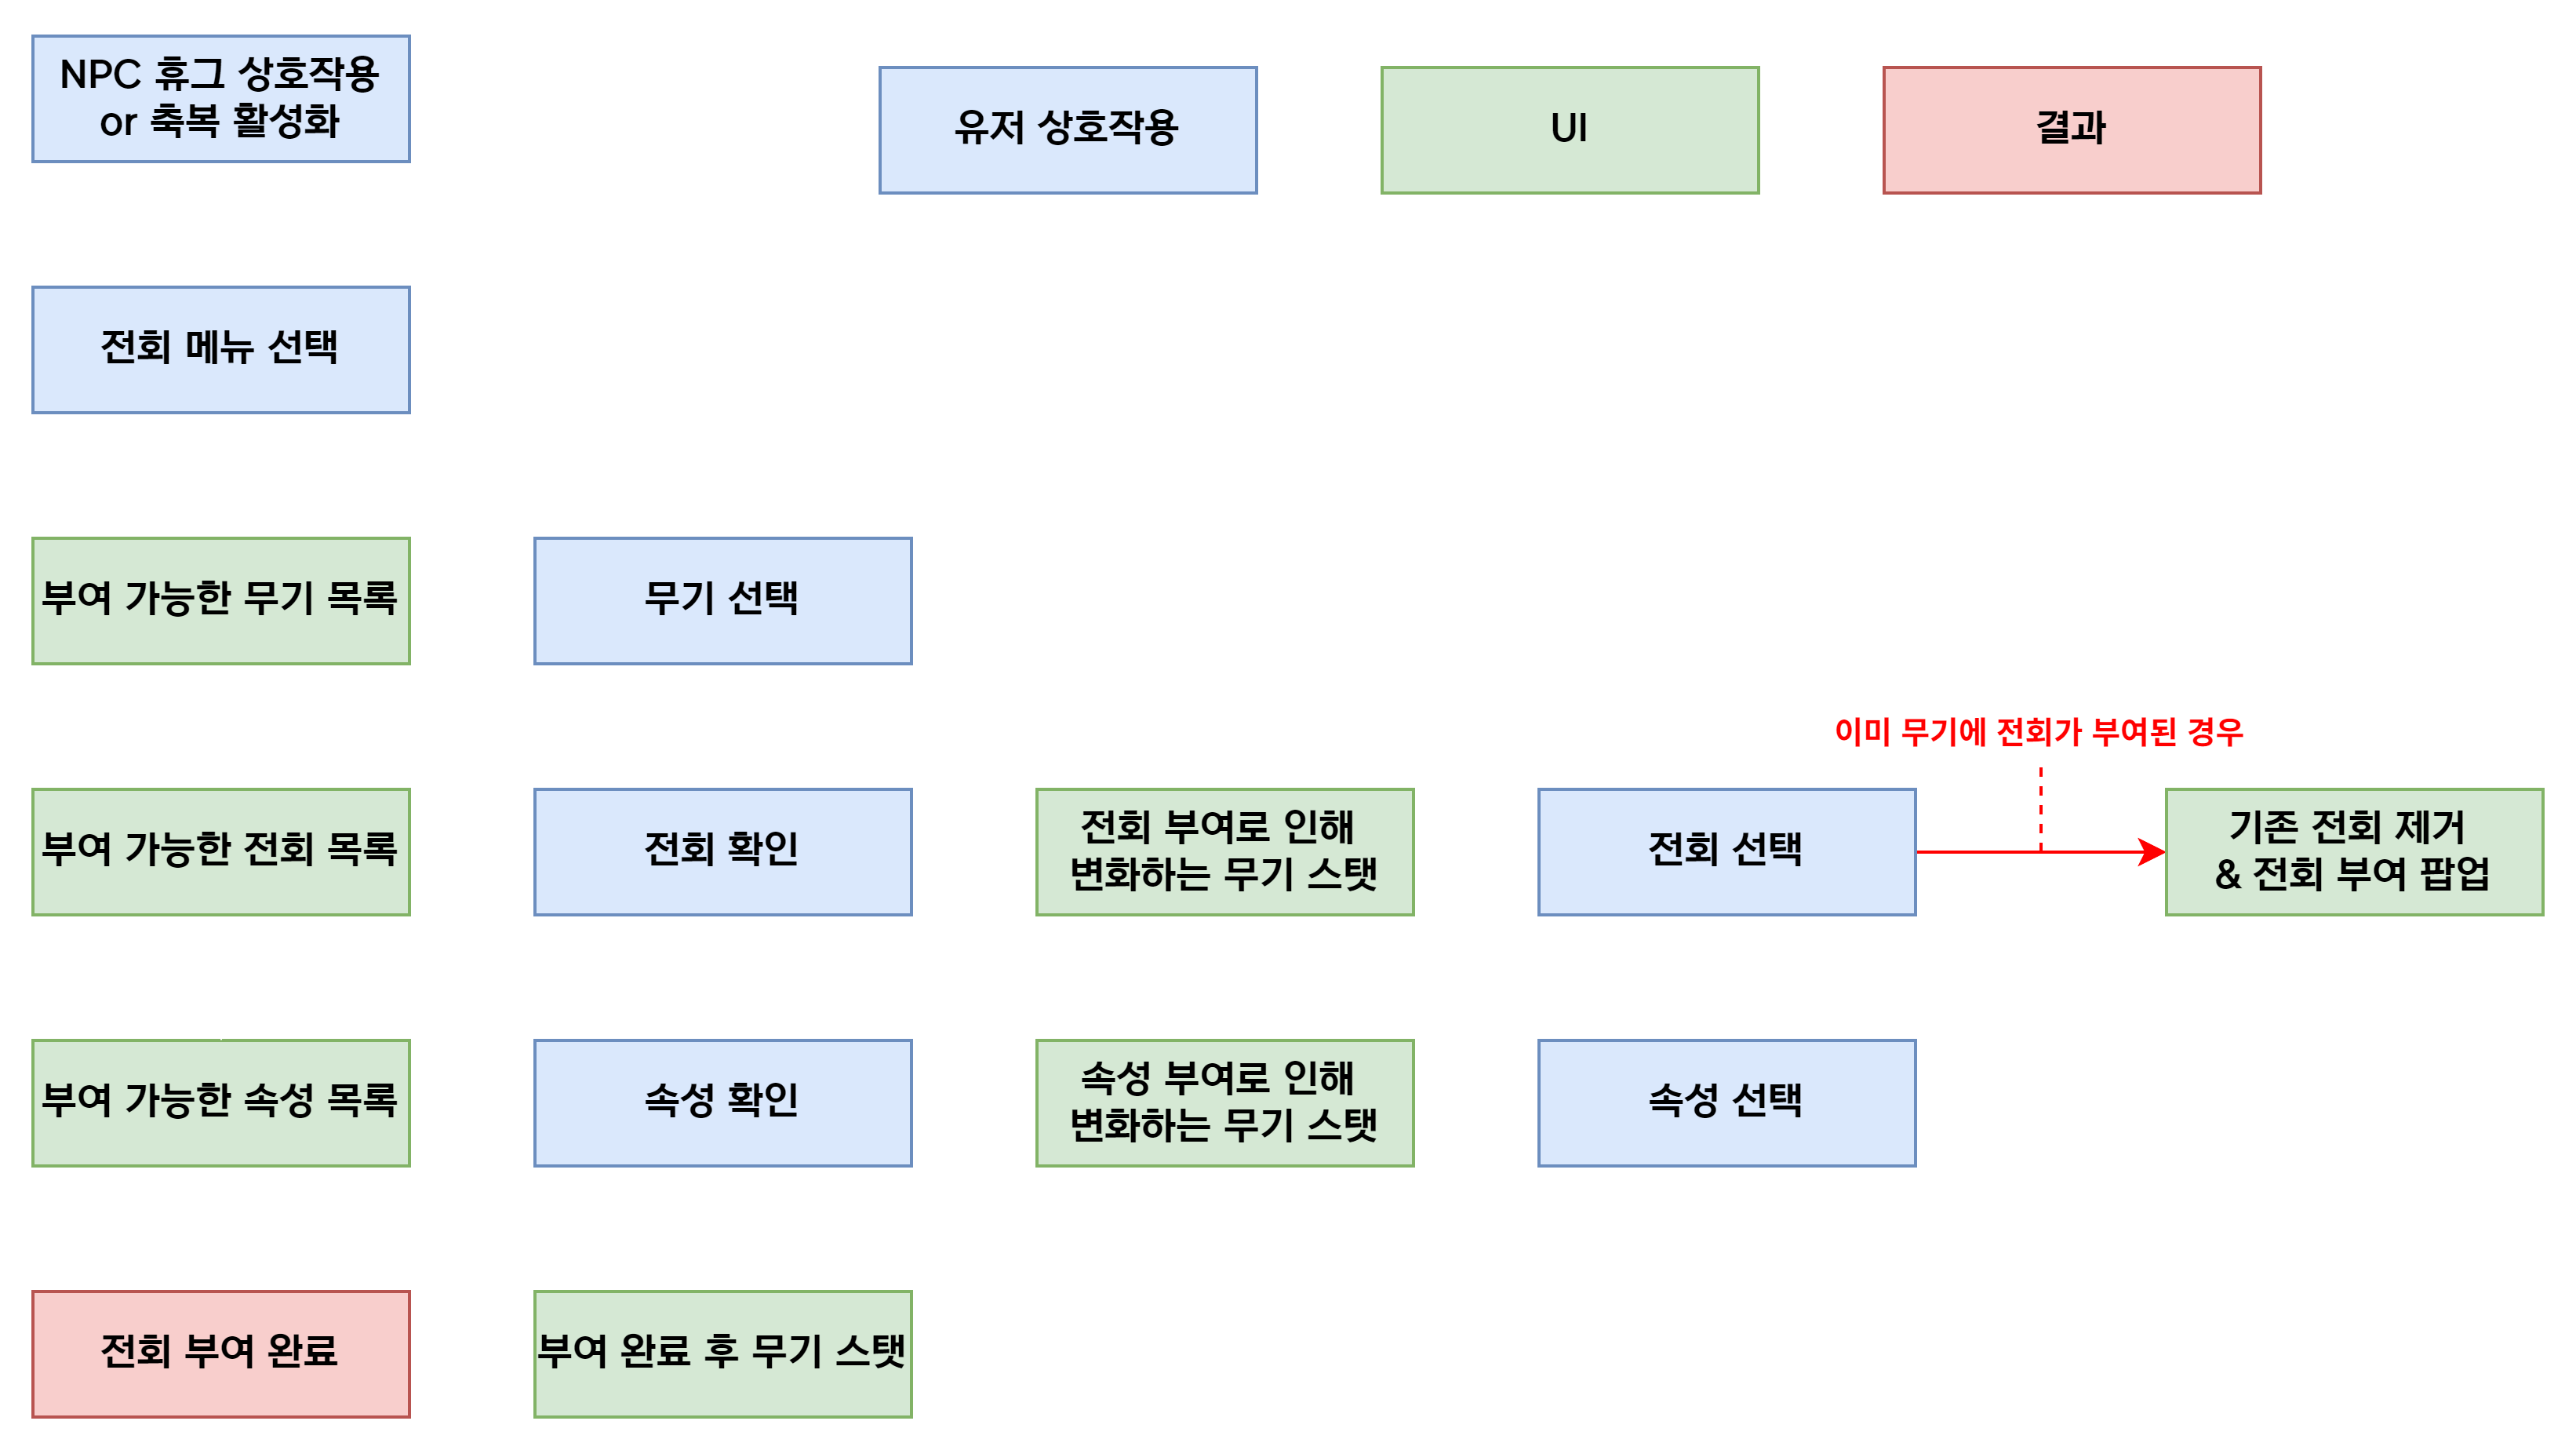 NPC 휴그 상호작용
or 축복 활성화
유저 상호작용
UI
결과
전회 메뉴 선택
부여 가능한 무기 목록
무기 선택
이미 무기에 전회가 부여된 경우
부여 가능한 전회 목록
전회 확인
전회 부여로 인해
변화하는 무기 스탯
전회 선택
기존 전회 제거
& 전회 부여 팝업
부여 가능한 속성 목록
속성 확인
속성 부여로 인해
변화하는 무기 스탯
속성 선택
전회 부여 완료
부여 완료 후 무기 스탯